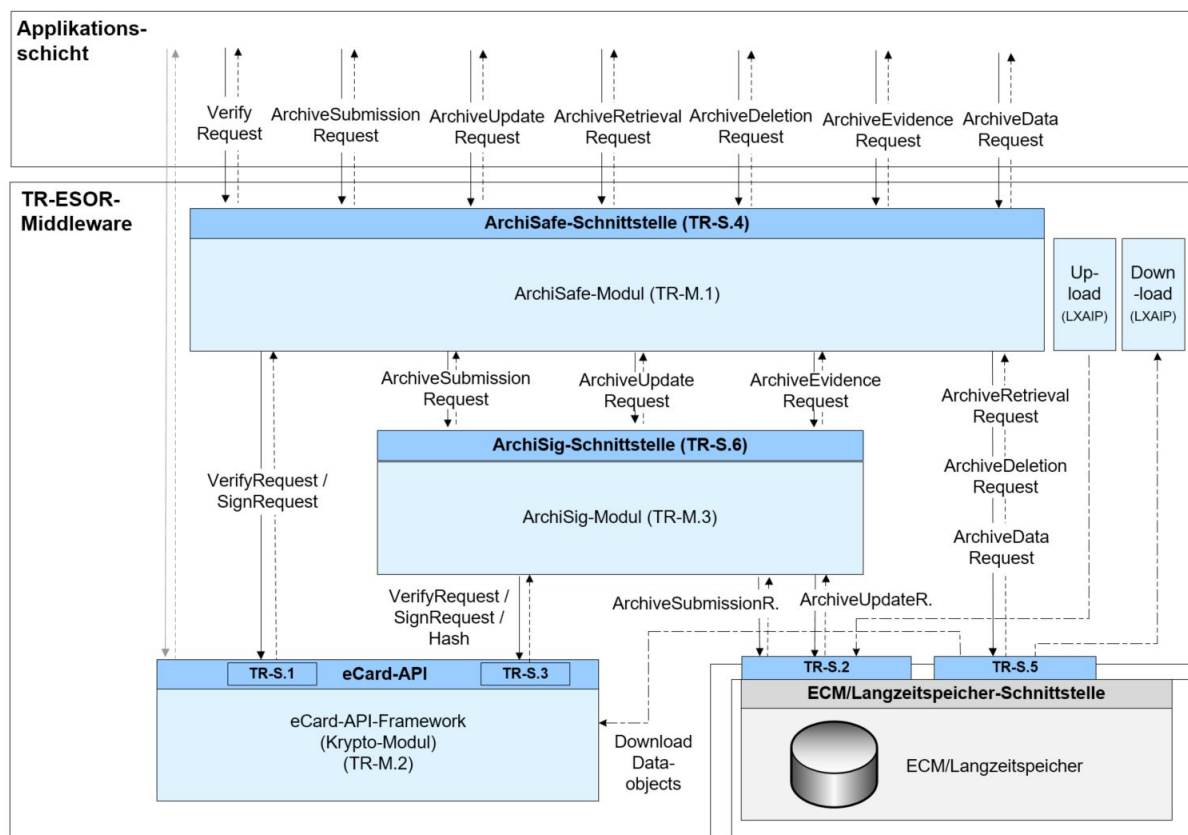 Applikations-
schicht
Verify
Request
ArchiveSubmission
Request
ArchiveUpdate
Request
ArchiveRetrieval
Request
ArchiveDeletion
Request
ArchiveEvidence
Request
ArchiveData
Request
TR-ESOR-
Middleware
ArchiSafe-Schnittstelle (TR-S.4)
ArchiSafe-Modul (TR-M.1)
Up-
load
(LXAIP)
Down
-load
(LXAIP)
ArchiveSubmission
Request
ArchiveUpdate
Request
ArchiveEvidence
Request
ArchiveRetrieval
Request
ArchiveDeletion
Request
ArchiveData
Request
VerifyRequest /
SignRequest
ArchiSig-Schnittstelle (TR-S.6)
ArchiSig-Modul (TR-M.3)
VerifyRequest /
SignRequest /
Hash
ArchiveSubmissionR.
ArchiveUpdateR.
TR-S.1
eCard-API
TR-S.3
eCard-API-Framework
(Krypto-Modul)
(TR-M.2)
Download
Data-
objects
TR-S.2
TR-S.5
ECM/Langzeitspeicher-Schnittstelle
ECM/Langzeitspeicher